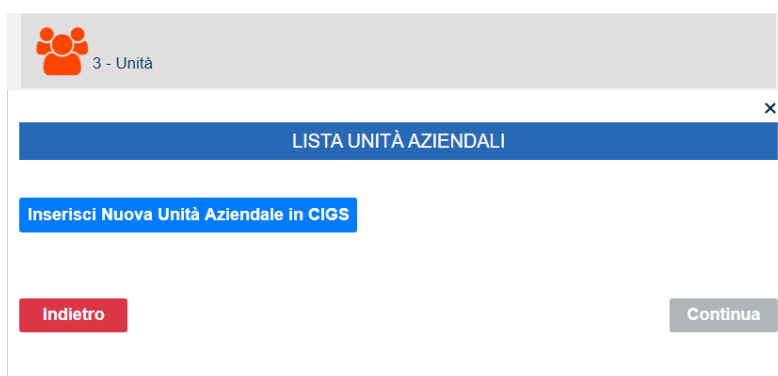 3 - Unità
×
LISTA UNITÀ AZIENDALI
Inserisci Nuova Unità Aziendale in CIGS
Indietro
Continua